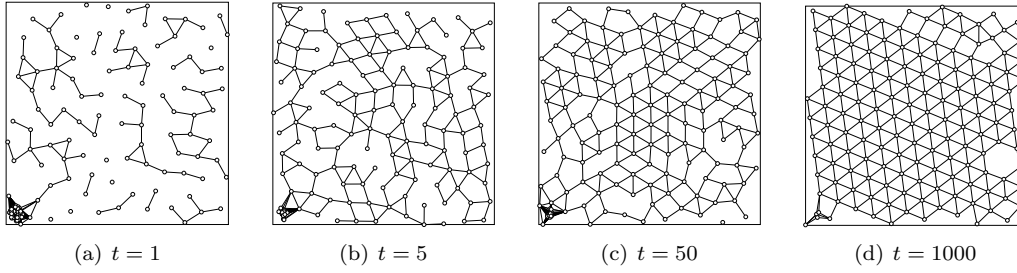 (a) t = 1 (b) t = 5 (c) t = 50 (d) t = 1000